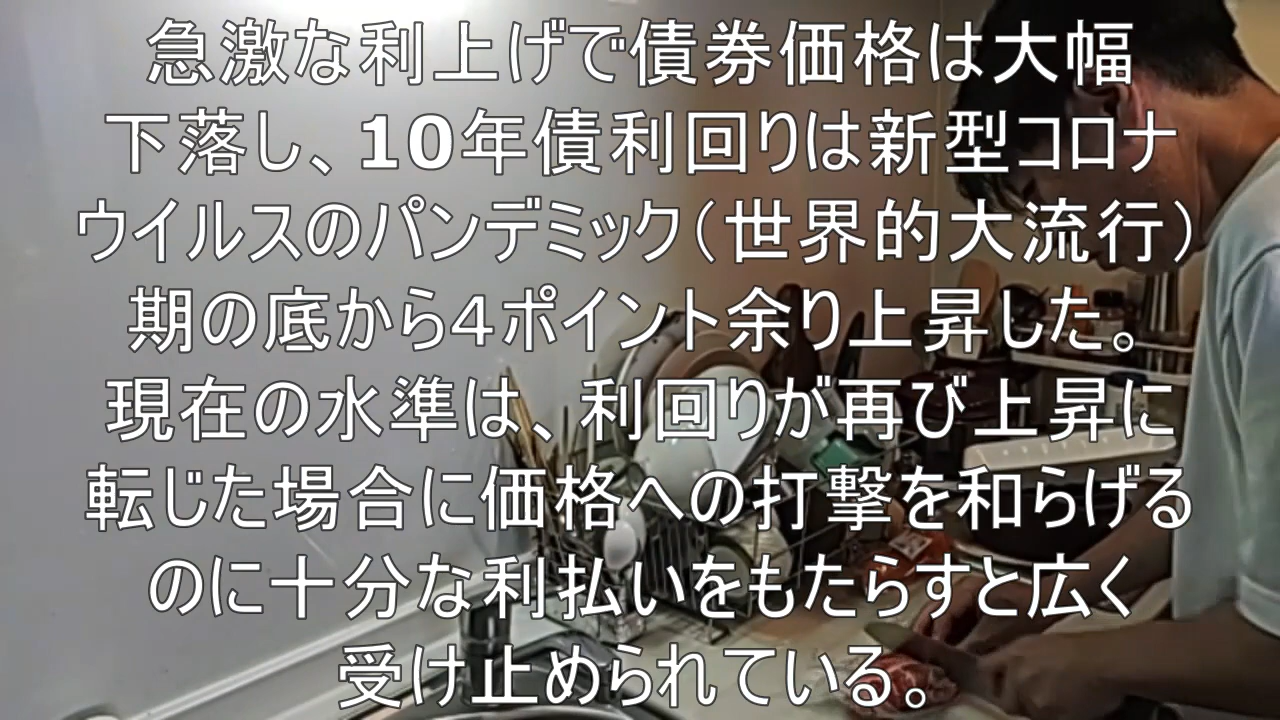 急激な利上げで債券価格は大幅
下落し、10年債利回りは新型コロナ
ウイルスのパンデミック（世界的大流行）
期の底から4ポイント余り上昇した。
現在の水準は、利回りが再び上昇に
転じた場合に価格への打撃を和らげる
のに十分な利払いをもたらすと広く
受け止められている。